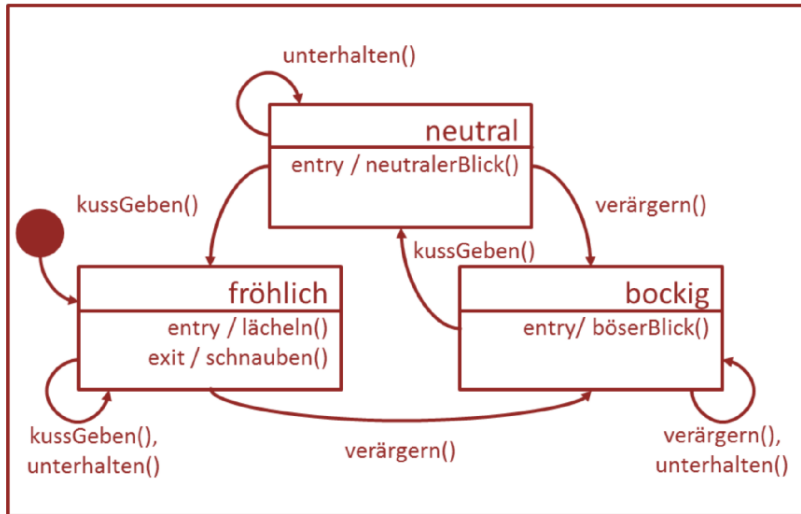 unterhalten()
neutral
entry / neutralerBlick()
kussGeben()
verärgern()
kussGeben()
fröhlich
entry / lächeln()
exit / schnauben()
bockig
entry/ böserBlick()
kussGeben(),
unterhalten()
verärgern()
verärgern(),
unterhalten()